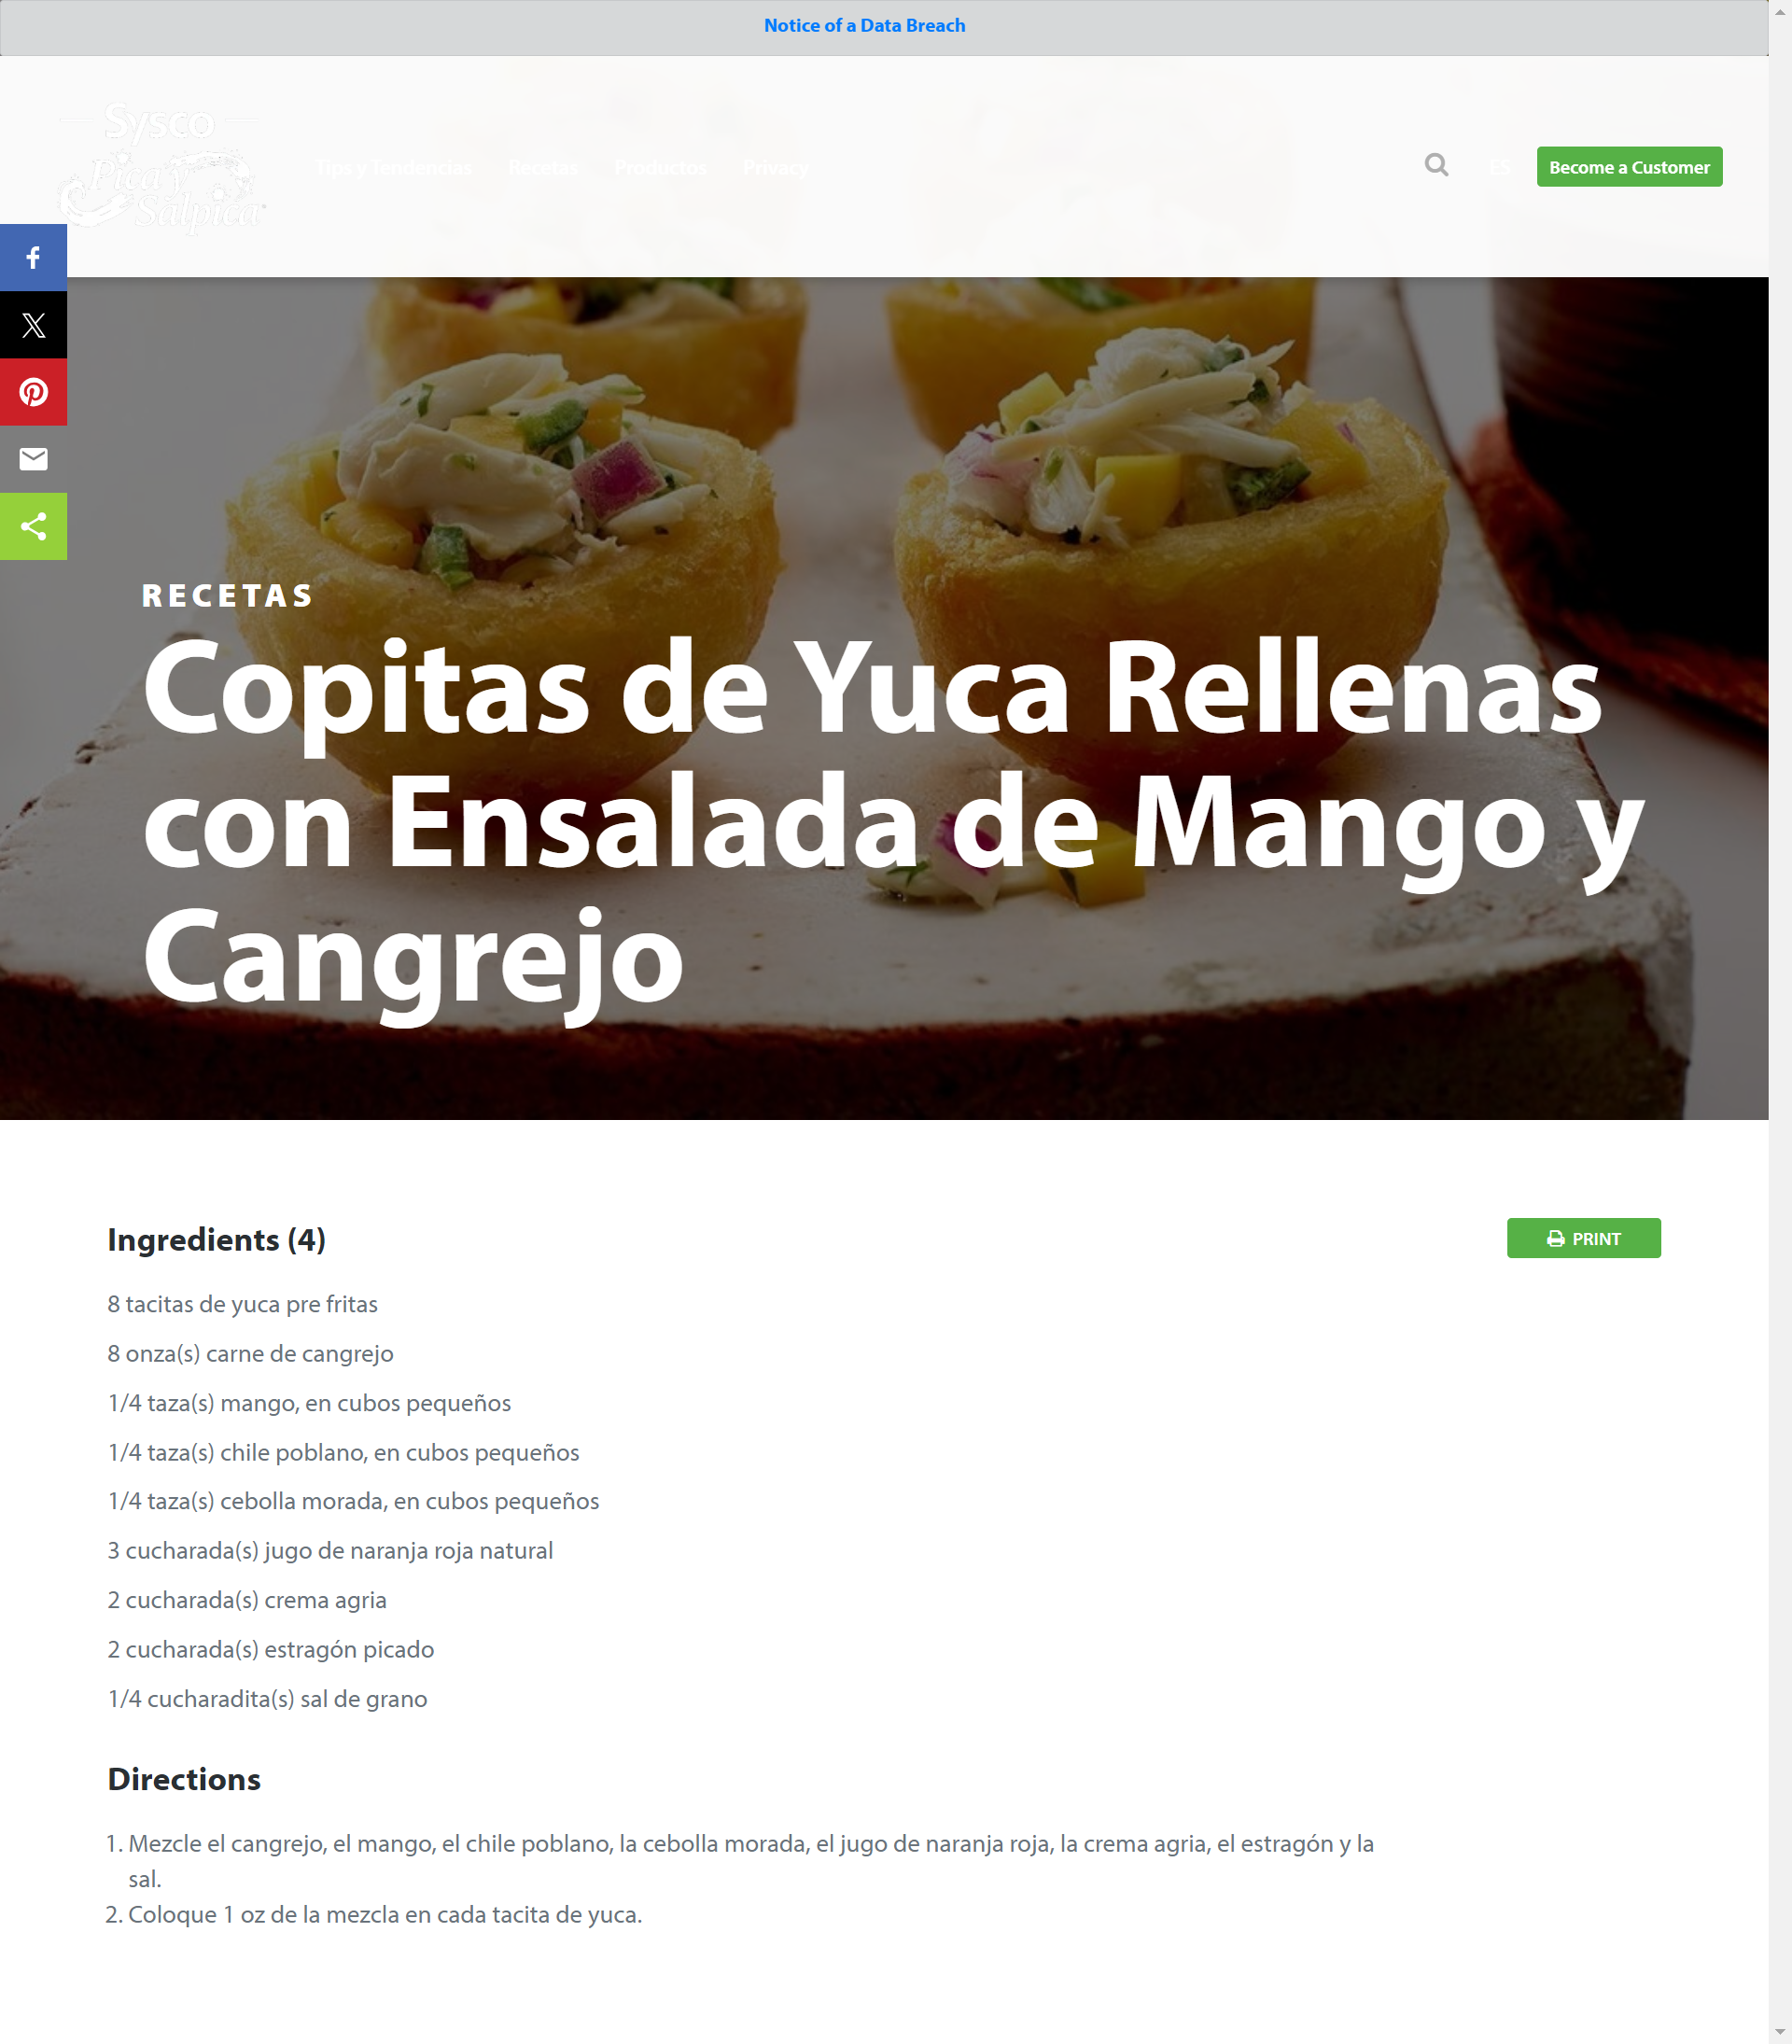 Notice of a Data Breach
Sysco
Pica y
Salpica
Tips y Tendencias Recetas Productos Privacy
ES
Become a Customer
RECETAS
Copitas de Yuca Rellenas
con Ensalada de Mango y
Cangrejo
Ingredients (4)
PRINT
8 tacitas de yuca pre fritas
8 onza(s) carne de cangrejo
1/4 taza(s) mango, en cubos pequeños
1/4 taza(s) chile poblano, en cubos pequeños
1/4 taza(s) cebolla morada, en cubos pequeños
3 cucharada(s) jugo de naranja roja natural
2 cucharada(s) crema agria
2 cucharada(s) estragón picado
1/4 cucharadita(s) sal de grano
Directions
1. Mezcle el cangrejo, el mango, el chile poblano, la cebolla morada, el jugo de naranja roja, la crema agria, el estragón y la
sal.
2. Coloque 1 oz de la mezcla en cada tacita de yuca.